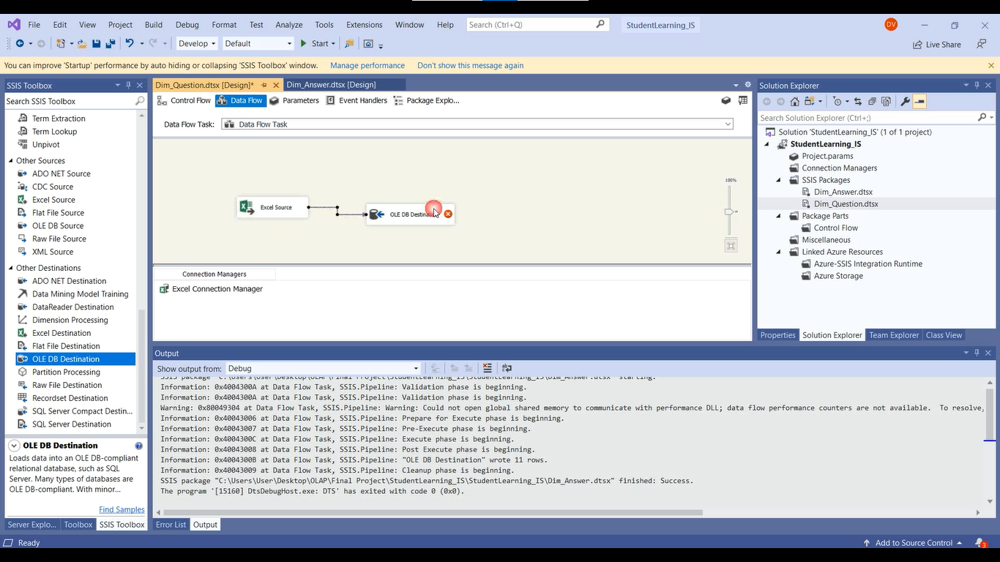 File Edit View Project Build Debug Format Test Analyze Tools Extensions Window Help Search (Ctrl+Q) StudentLearning_IS DV
Develop Default Start Live Share
You can improve 'Startup' performance by auto hiding or collapsing 'SSIS Toolbox' window. Manage performance Don't show this message again
SSIS Toolbox
Search SSIS Toolbox
Term Extraction
Term Lookup
Unpivot
Other Sources
ADO NET Source
CDC Source
Excel Source
Flat File Source
OLE DB Source
Raw File Source
XML Source
Other Destinations
ADO NET Destination
Data Mining Model Training
DataReader Destination
Dimension Processing
Excel Destination
Flat File Destination
OLE DB Destination
Partition Processing
Raw File Destination
Recordset Destination
SQL Server Compact Destin...
SQL Server Destination
OLE DB Destination
Loads data into an OLE DB-compliant
relational database, such as SQL
Server. Many types of databases are
OLE DB-compliant. With minor...
Find Samples
Server Explo... Toolbox SSIS Toolbox
Dim_Question.dtsx [Design]* Dim_Answer.dtsx [Design]
Control Flow Data Flow Parameters Event Handlers Package Explo...
Data Flow Task: Data Flow Task
100%
Excel Source
OLE DB
Connection Managers
Excel Connection Manager
Output
Show output from: Debug
SSIS package "C:\Users\User\Desktop\OLAP\Final Project\StudentLearning_IS\StudentLearning_IS\Dim_Answer.dtsx" starting.
Information: 0x4004300A at Data Flow Task, SSIS.Pipeline: Validation phase is beginning.
Information: 0x4004300A at Data Flow Task, SSIS.Pipeline: Validation phase is beginning.
Warning: 0x80049304 at Data Flow Task, SSIS.Pipeline: Warning: Could not open global shared memory to communicate with performance DLL; data flow performance counters are not available. To resolve,
Information: 0x40043006 at Data Flow Task, SSIS.Pipeline: Prepare for Execute phase is beginning.
Information: 0x40043007 at Data Flow Task, SSIS.Pipeline: Pre-Execute phase is beginning.
Information: 0x4004300C at Data Flow Task, SSIS.Pipeline: Execute phase is beginning.
Information: 0x40043008 at Data Flow Task, SSIS.Pipeline: Post Execute phase is beginning.
Information: 0x4004300B at Data Flow Task, SSIS.Pipeline: "OLE DB Destination" wrote 11 rows.
Information: 0x40043009 at Data Flow Task, SSIS.Pipeline: Cleanup phase is beginning.
SSIS package "C:\Users\User\Desktop\OLAP\Final Project\StudentLearning_IS\StudentLearning_IS\Dim_Answer.dtsx" finished: Success.
The program '[15160] DtsDebugHost.exe: DTS' has exited with code 0 (0x0).
Error List Output
Solution Explorer
Search Solution Explorer (Ctrl+;)
Solution 'StudentLearning_IS' (1 of 1 project)
StudentLearning_IS
Project.params
Connection Managers
SSIS Packages
Dim_Answer.dtsx
Dim_Question.dtsx
Package Parts
Control Flow
Miscellaneous
Linked Azure Resources
Azure-SSIS Integration Runtime
Azure Storage
Properties Solution Explorer Team Explorer Class View
Ready Add to Source Control 3